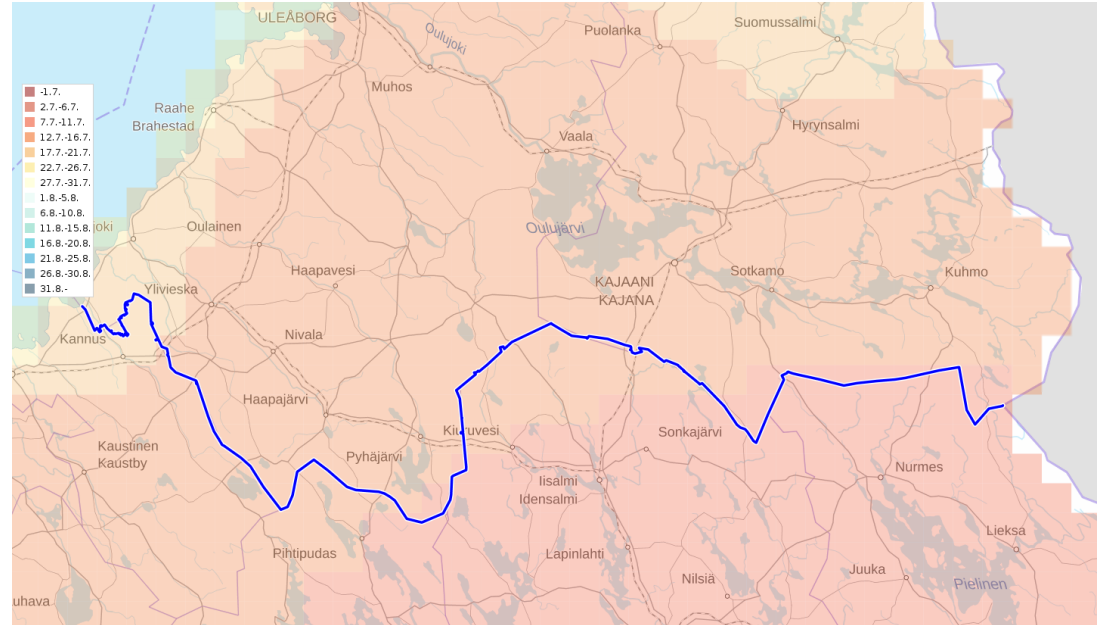 ULEÅBORG
Oulujoki
Puolanka
Suomussalmi
Muhos
Raahe
Brahestad
Vaala
Hyrynsalmi
-1.7.
2.7.-6.7.
7.7.-11.7.
12.7.-16.7.
17.7.-21.7.
22.7.-26.7.
27.7.-31.7.
1.8.-5.8.
6.8.-10.8.
11.8.-15.8.
16.8.-20.8.
21.8.-25.8.
26.8.-30.8.
31.8.-
joki
Oulainen
Oulujärvi
Haapavesi
Ylivieska
KAJAANI
KAJANA
Sotkamo
Kuhmo
Kannus
Nivala
Haapajärvi
Kiuruvesi
Sonkajärvi
Kaustinen
Kaustby
Pyhäjärvi
Iisalmi
Idensalmi
Nurmes
Pihtipudas
Lapinlahti
Lieksa
Nilsiä
Juuka
Pielinen
uhava